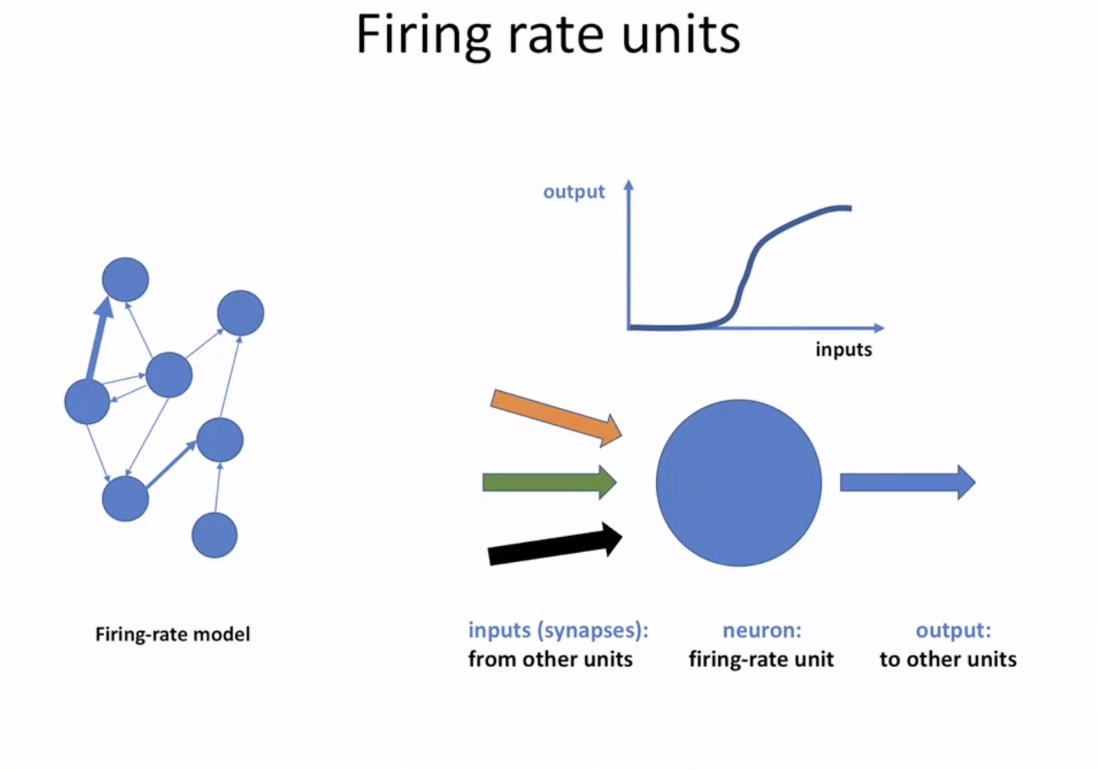 Firing rate units
output
inputs
Firing-rate model
inputs (synapses):
from other units
neuron:
firing-rate unit
output:
to other units